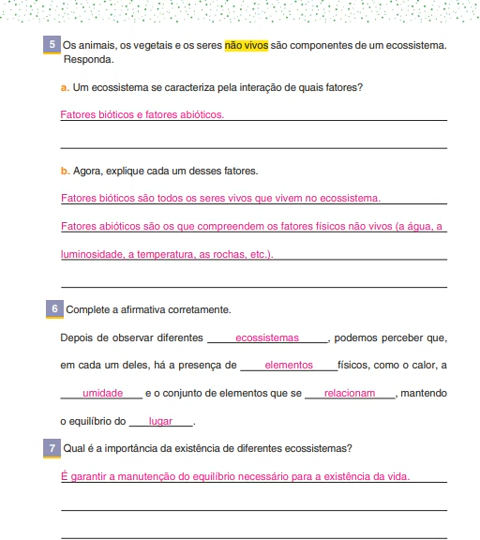 5 Os animais, os vegetais e os seres não vivos são componentes de um ecossistema.
Responda.
a. Um ecossistema se caracteriza pela interação de quais fatores?
Fatores bióticos e fatores abióticos.
b. Agora, explique cada um desses fatores.
Fatores bióticos são todos os seres vivos que vivem no ecossistema.
Fatores abióticos são os que compreendem os fatores físicos não vivos (a água, a
luminosidade, a temperatura, as rochas, etc.).
6 Complete a afirmativa corretamente.
Depois de observar diferentes ecossistemas, podemos perceber que,
em cada um deles, há a presença de elementos físicos, como o calor, a
umidade e o conjunto de elementos que se relacionam, mantendo
o equilíbrio do lugar.
7 Qual é a importância da existência de diferentes ecossistemas?
É garantir a manutenção do equilíbrio necessário para a existência da vida.